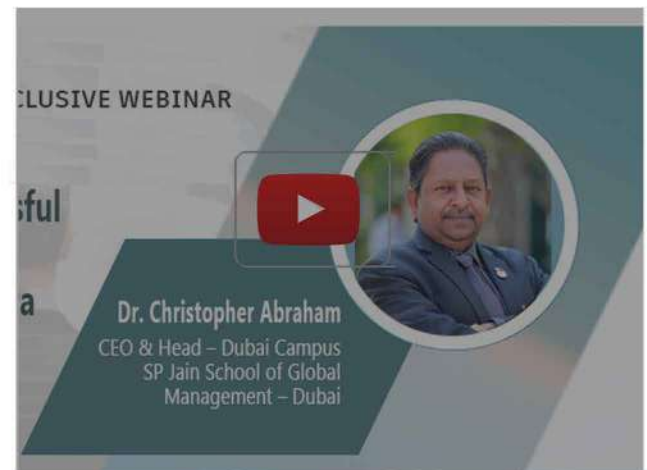 CLUSIVE WEBINAR
sful
a
Dr. Christopher Abraham
CEO & Head – Dubai Campus
SP Jain School of Global
Management – Dubai